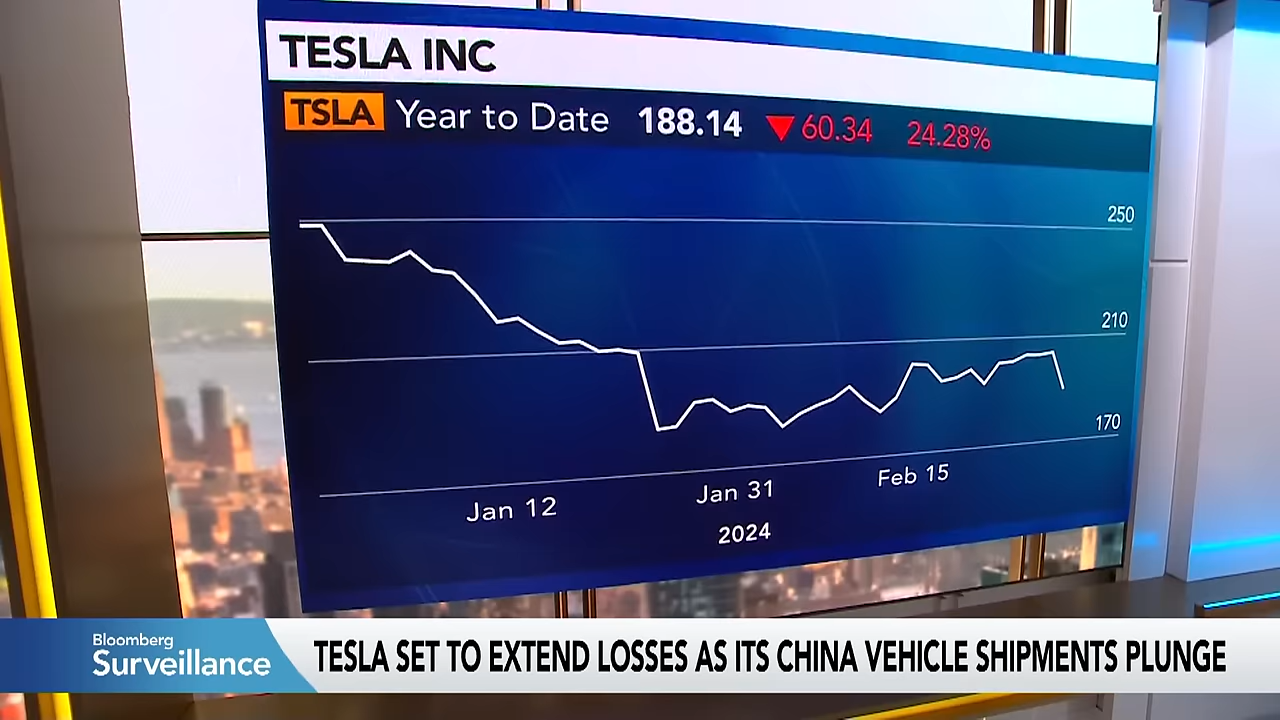 TESLA INC
TSLA Year to Date 188.14 ▼60.34 24.28%
250
210
170
Jan 12 Jan 31 Feb 15
2024
Bloomberg
Surveillance
TESLA SET TO EXTEND LOSSES AS ITS CHINA VEHICLE SHIPMENTS PLUNGE